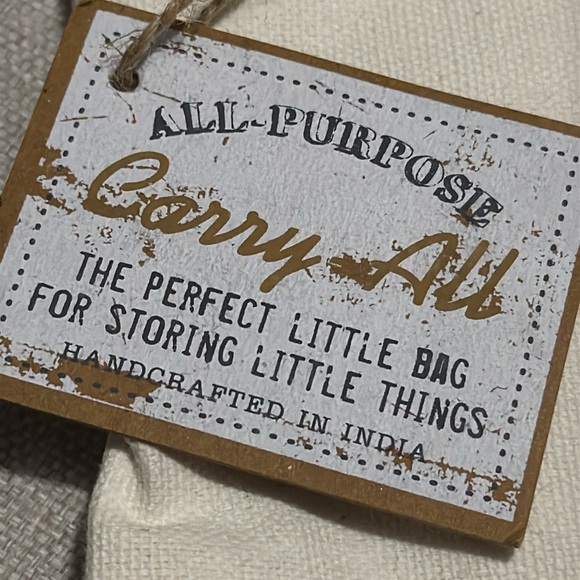 ALL-PURPOSE
Carry-All
THE PERFECT LITTLE BAG
FOR STORING LITTLE THINGS
HANDCRAFTED IN INDIA